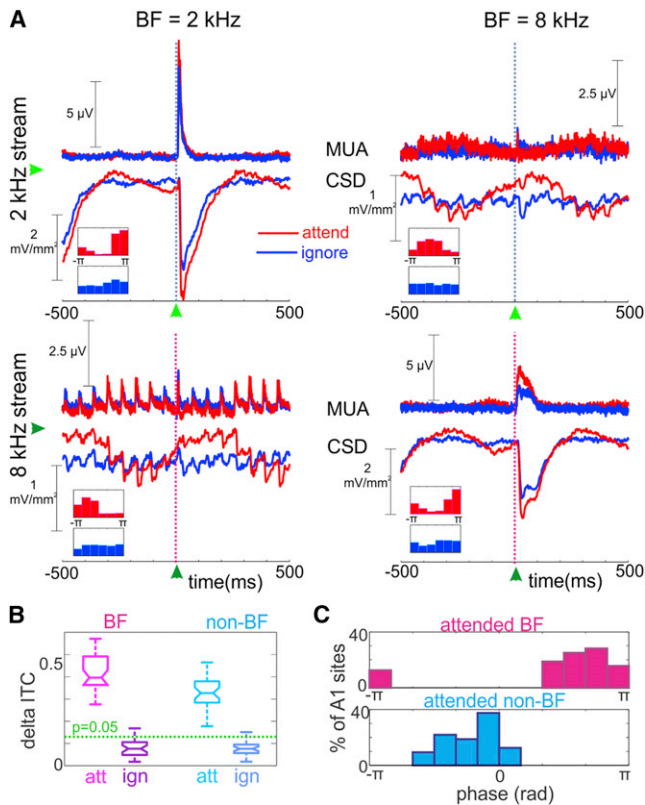 A
BF = 2 kHz
BF = 8 kHz
2 kHz stream
5 µV
2.5 µV
MUA
CSD
2
mV/mm²
1
mV/mm²
attend
ignore
-π π
-π π
-500 500
-500 500
8 kHz stream
2.5 µV
5 µV
MUA
CSD
1
mV/mm²
2
mV/mm²
-π π
-π π
-500 time(ms) 500
-500 time(ms) 500
B
BF non-BF
delta ITC
0.5
0
p=0.05
att ign att ign
C
attended BF
% of A1 sites
40
0
-π π
attended non-BF
40
0
-π 0 π
phase (rad)